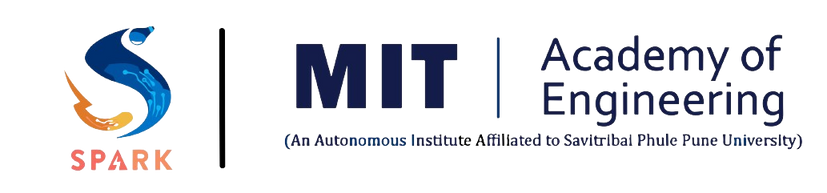 SPARK
MIT
Academy of
Engineering
(An Autonomous Institute Affiliated to Savitribai Phule Pune University)